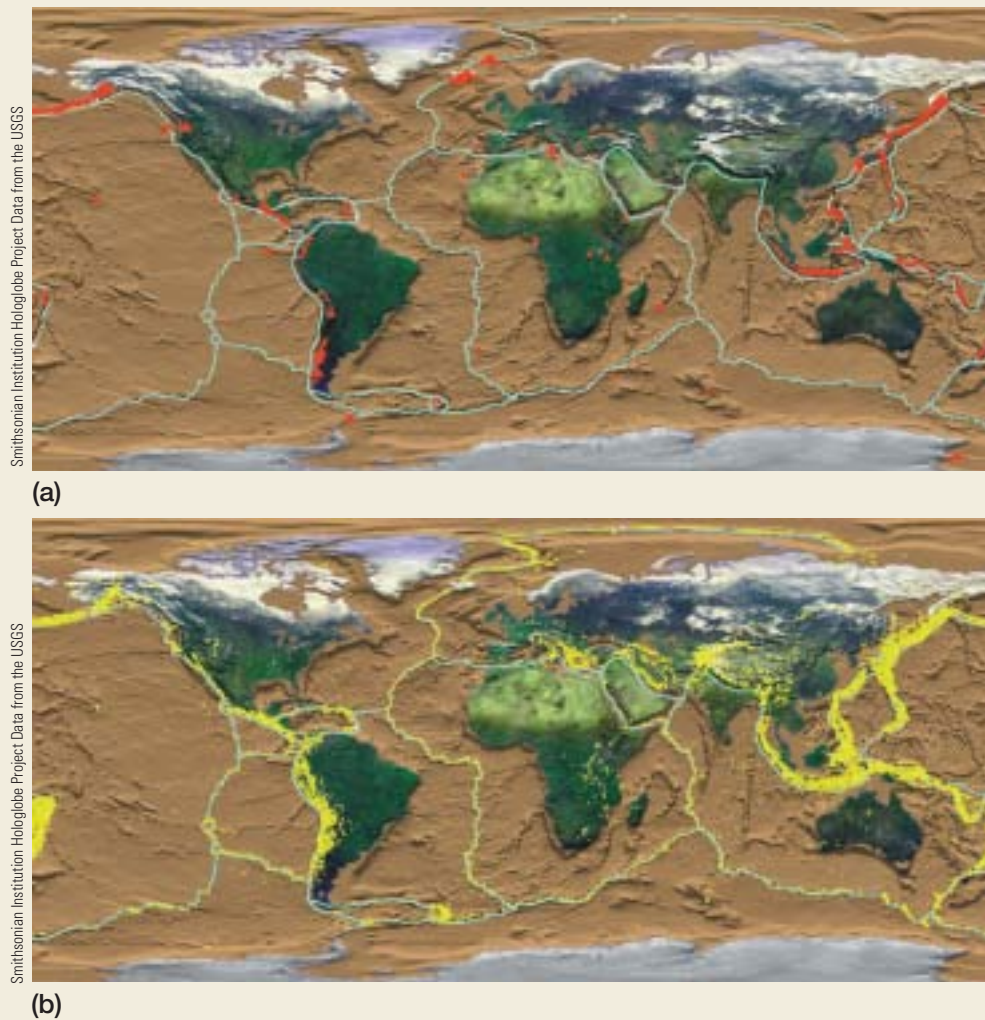 Smithsonian Institution Hologlobe Project Data from the USGS
(a)
Smithsonian Institution Hologlobe Project Data from the USGS
(b)